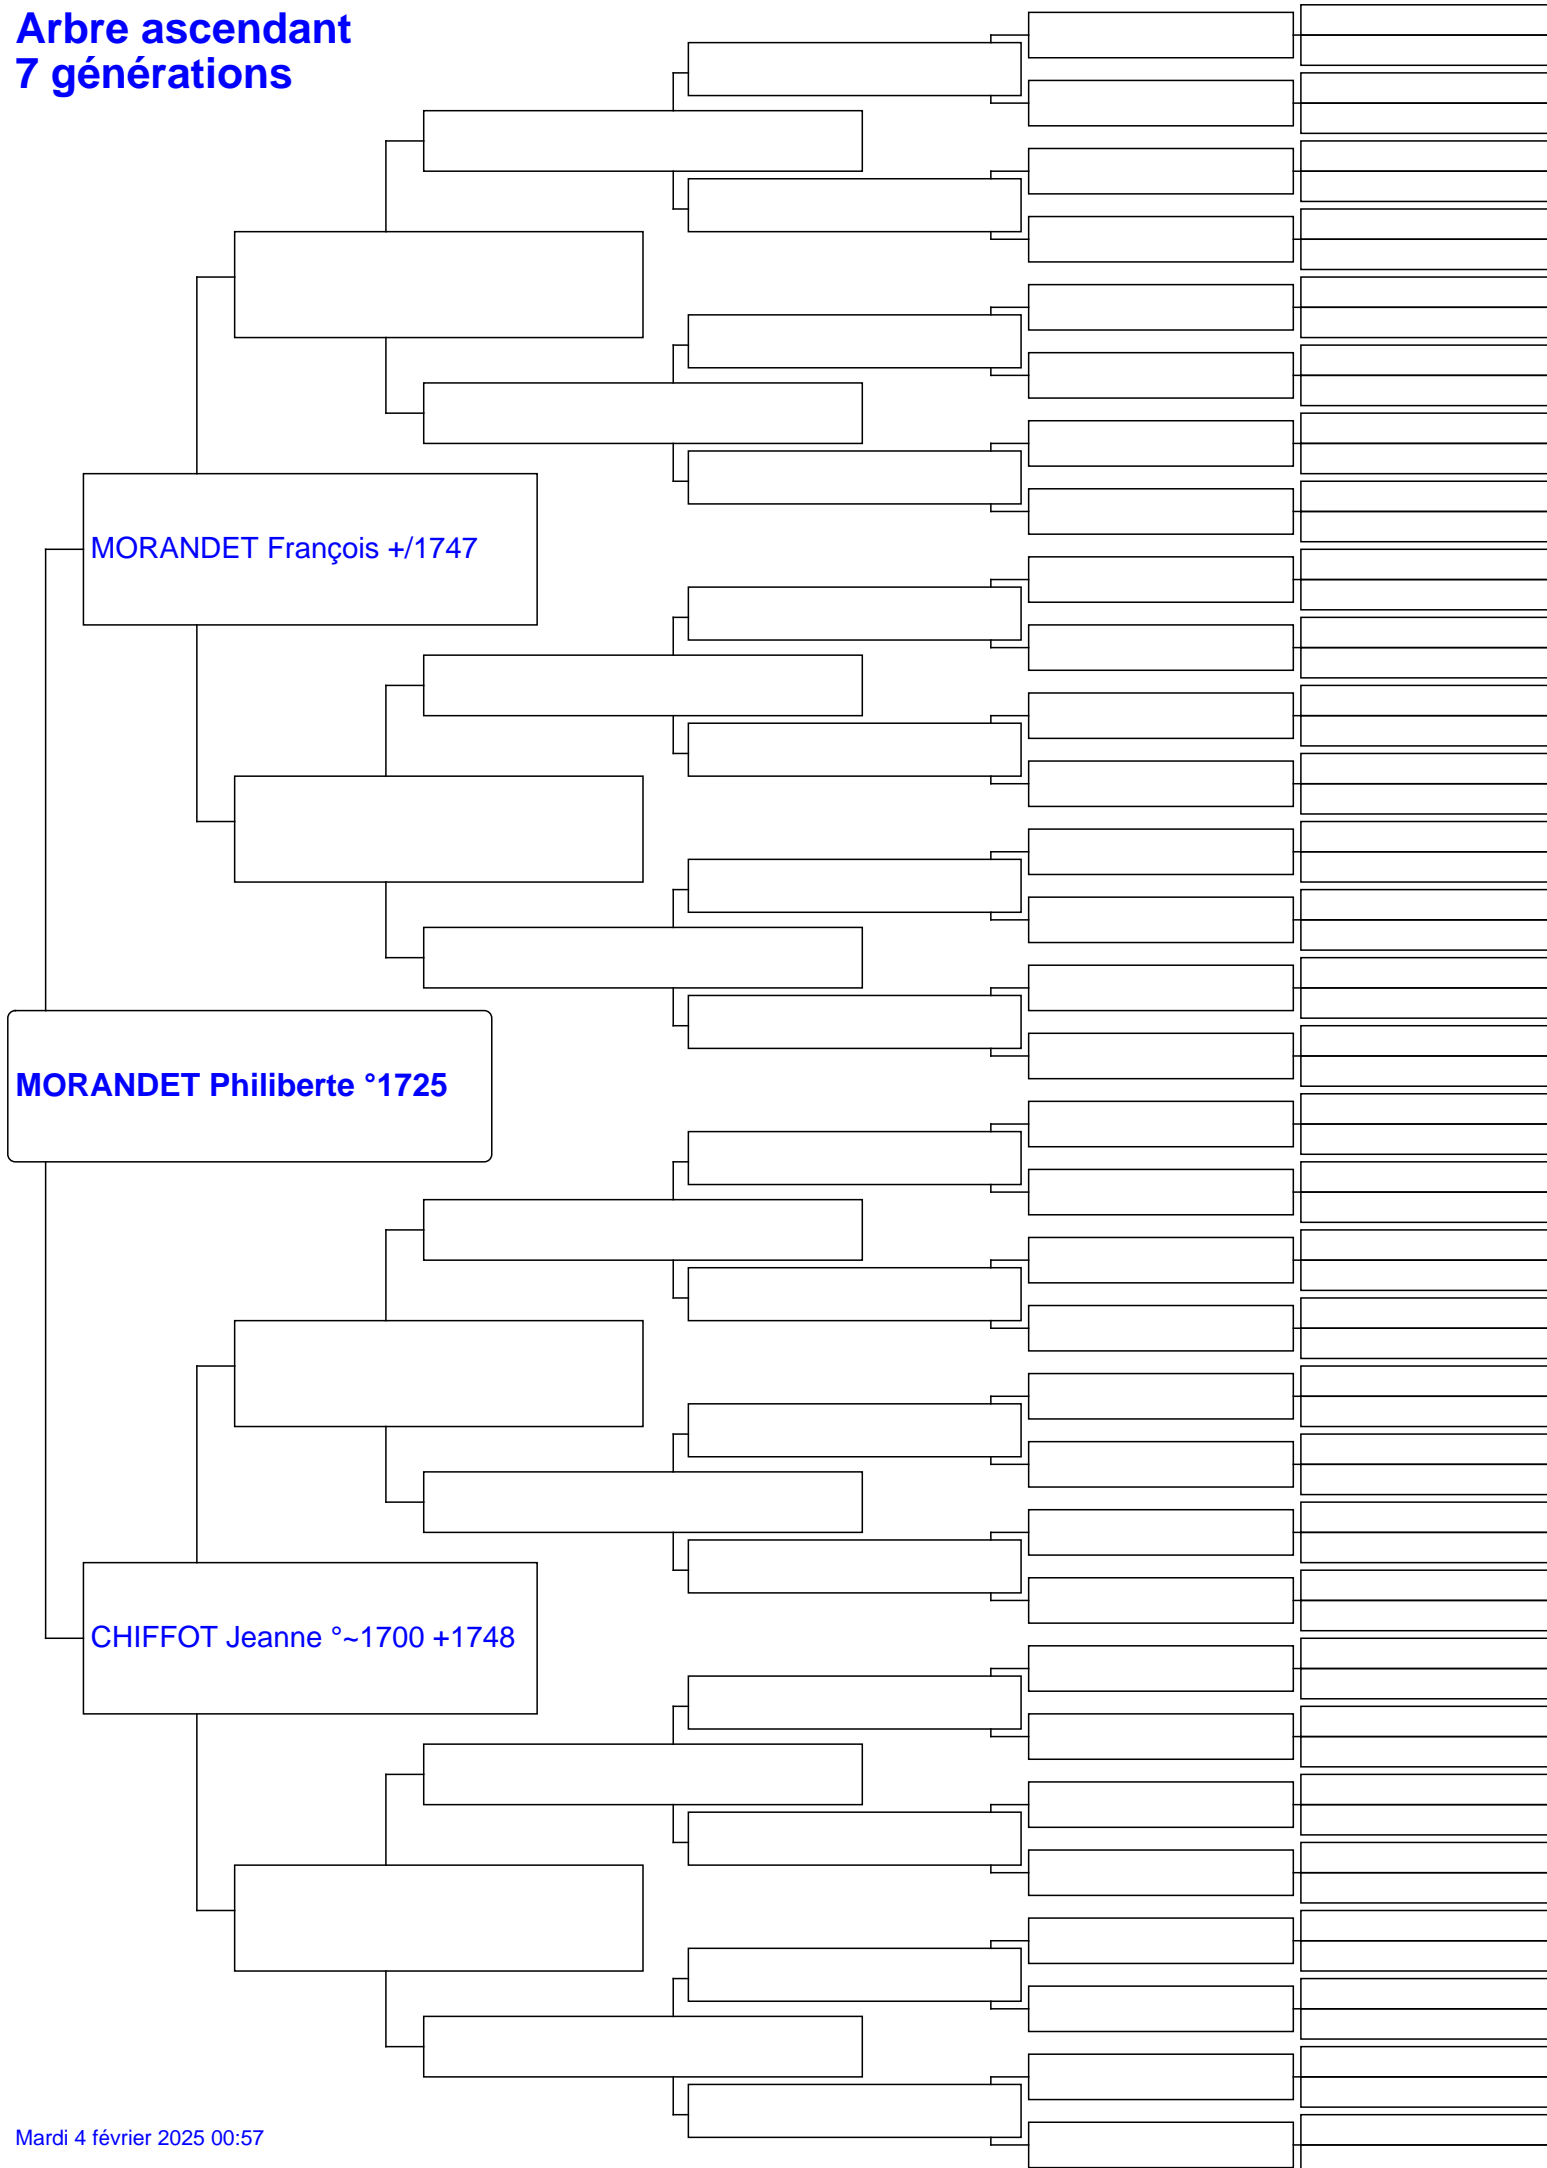 Arbre ascendant
7 générations
MORANDET François +/1747
MORANDET Philiberte °1725
CHIFFOT Jeanne °~1700 +1748
Mardi 4 février 2025 00:57